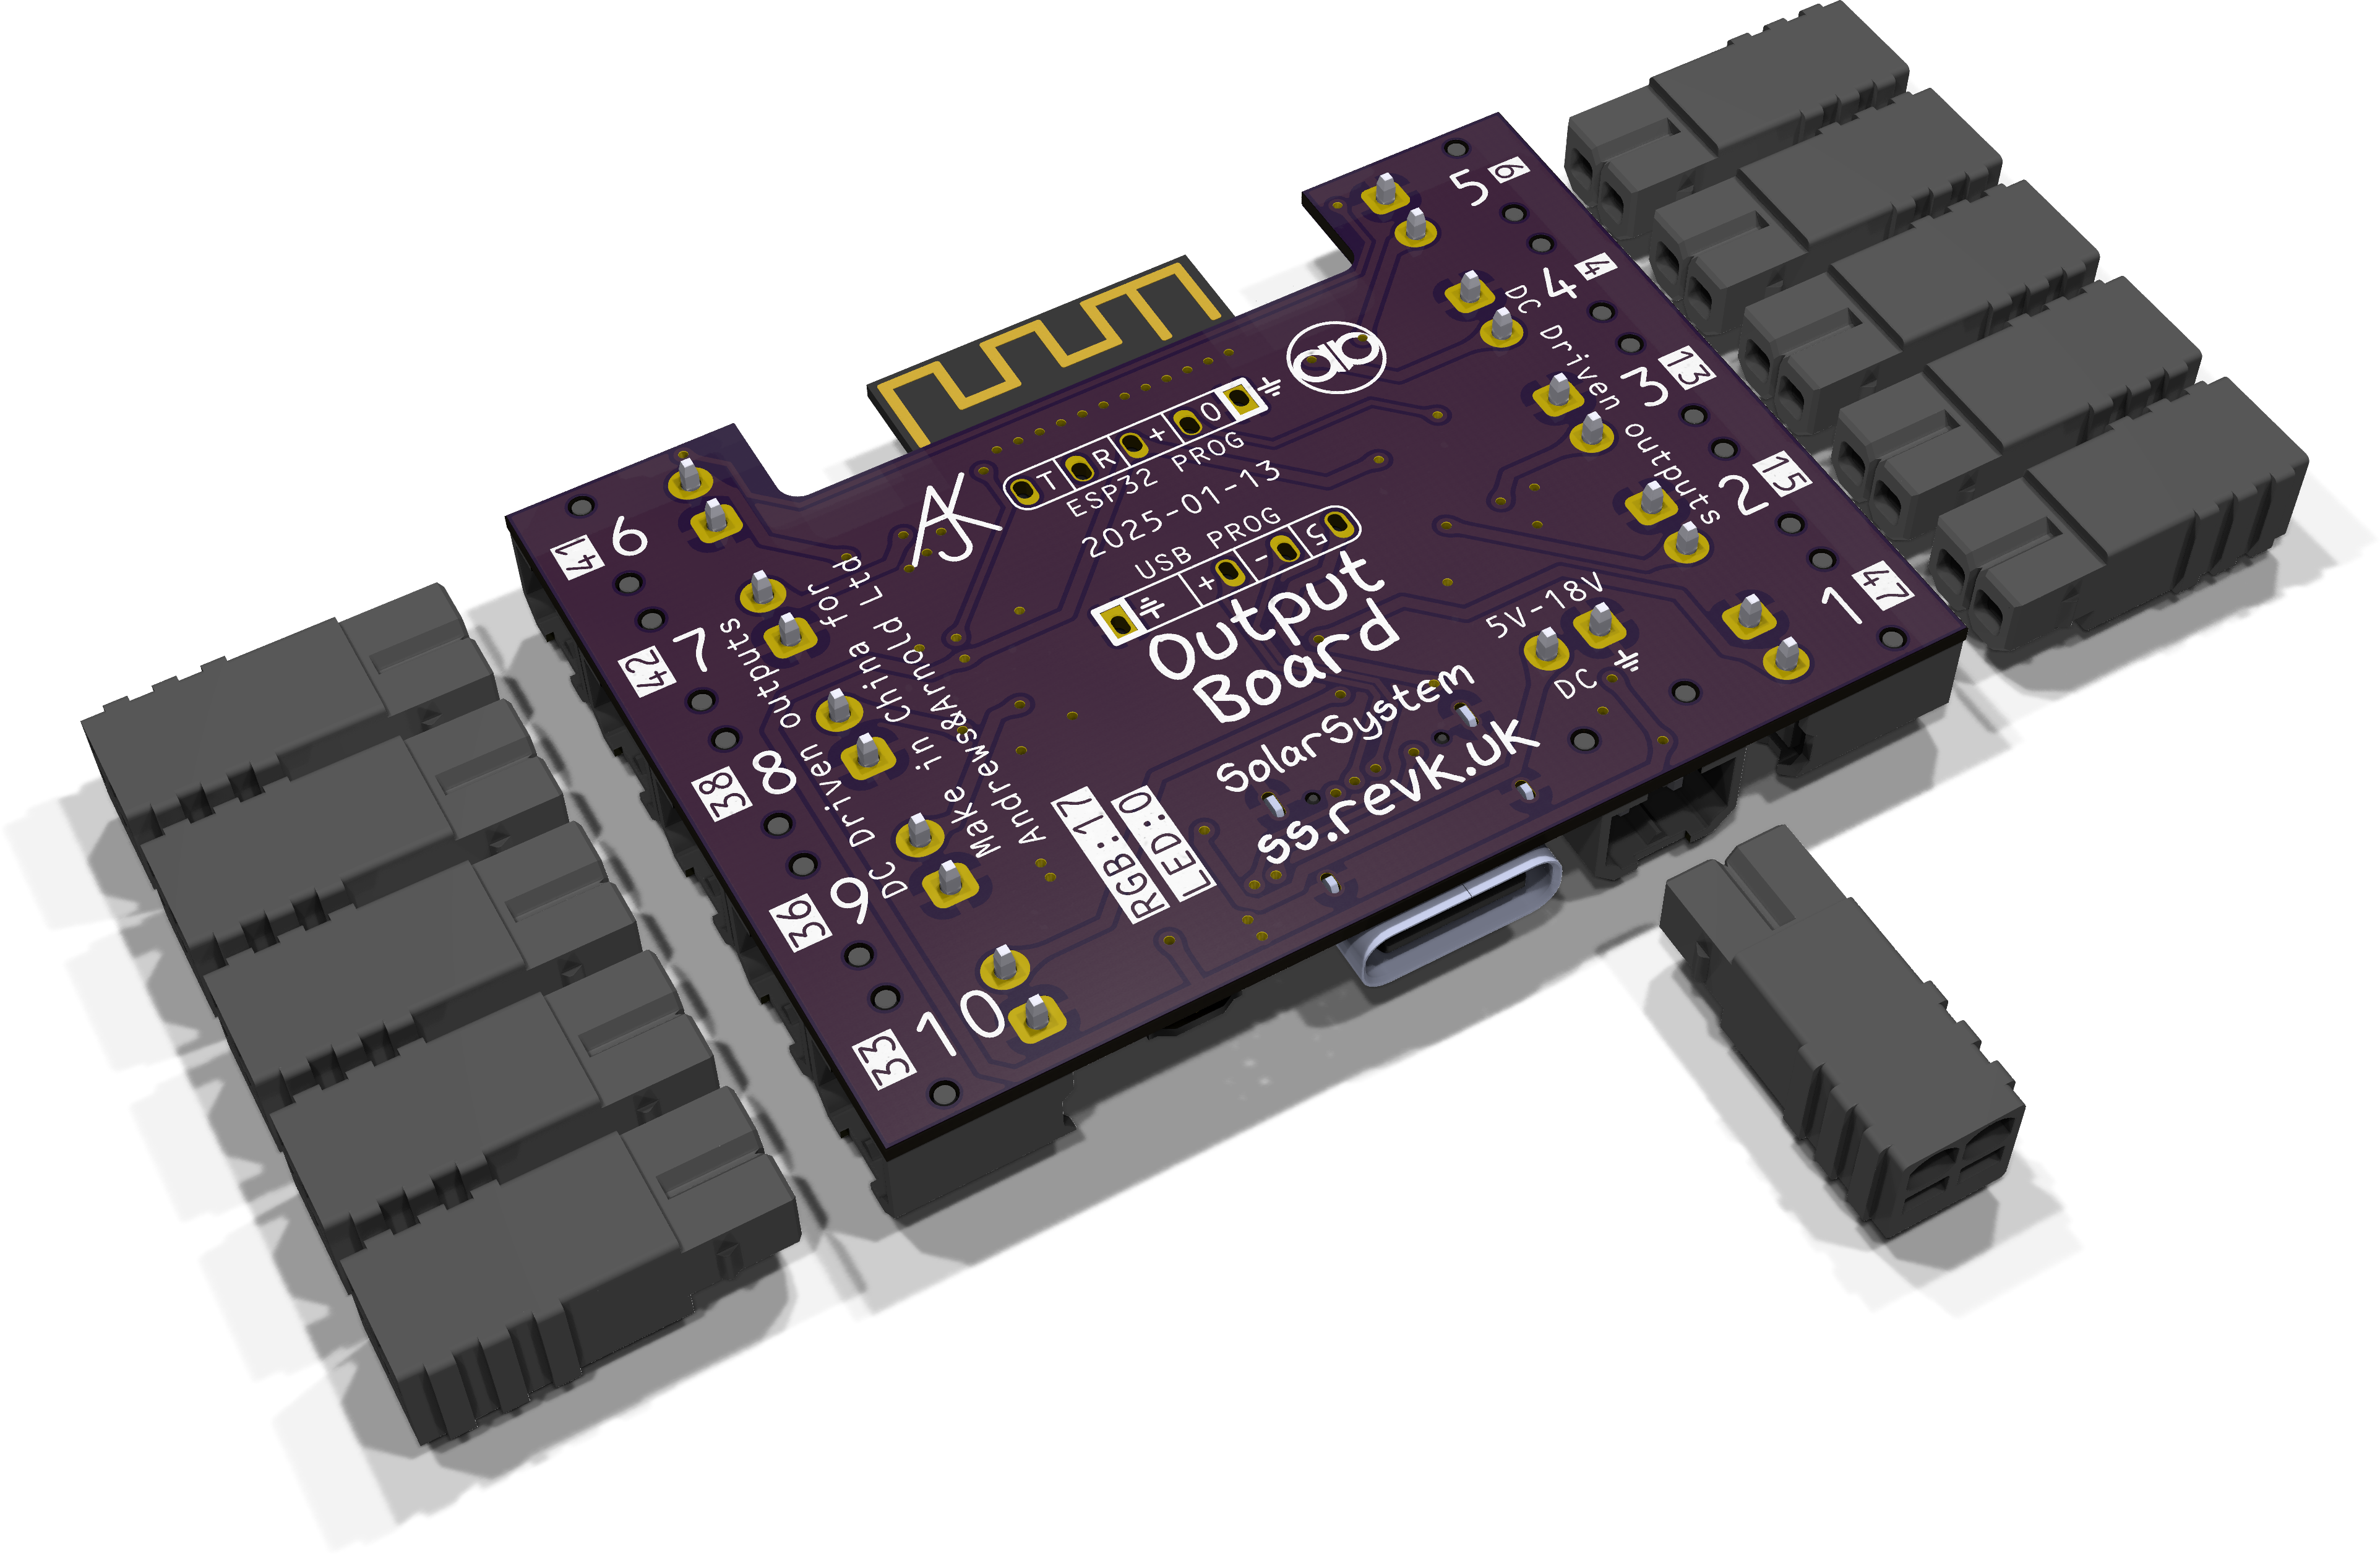 5
4
4
DC Driven outputs
3
13
2
15
1
47
T R + 0 ⏚
ESP32 PROG
2025-01-13
USB PROG
⏚ + - 5
Output
Board
SolarSystem
ss.revk.uk
5V-18V
DC ⏚
AJK
6
41
7
42
8
38
9
10
33
DC Driven outputs
Make in China for
Andrews&Arnold Ltd
RGB:17
LED:0